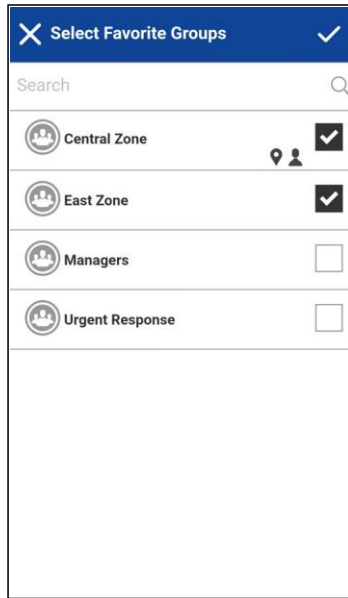 Select Favorite Groups
Search
Central Zone
East Zone
Managers
Urgent Response